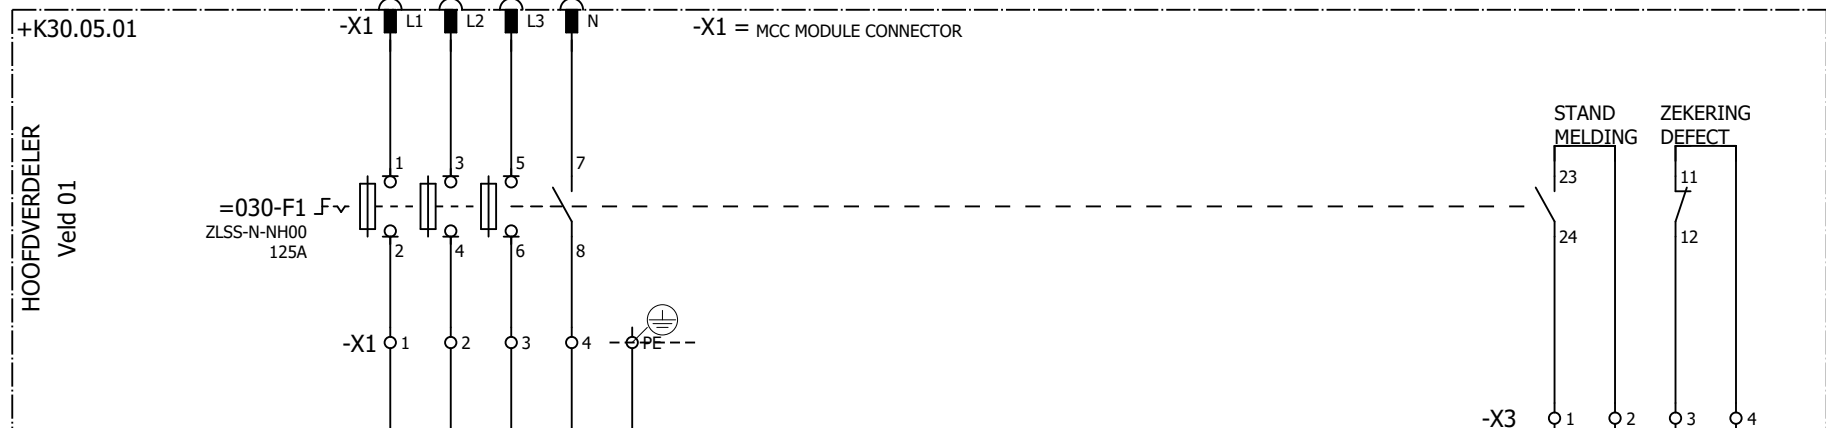 +K30.05.01
-X1 L1 L2 L3 N
-X1 = MCC MODULE CONNECTOR
HOOFDVERDELER
Veld 01
STAND
MELDING
ZEKERING
DEFECT
1 3 5 7
23 11
=030-F1
ZLSS-N-NH00
125A
2 4 6 8
24 12
-X1 1 2 3 4 PE
-X3 1 2 3 4